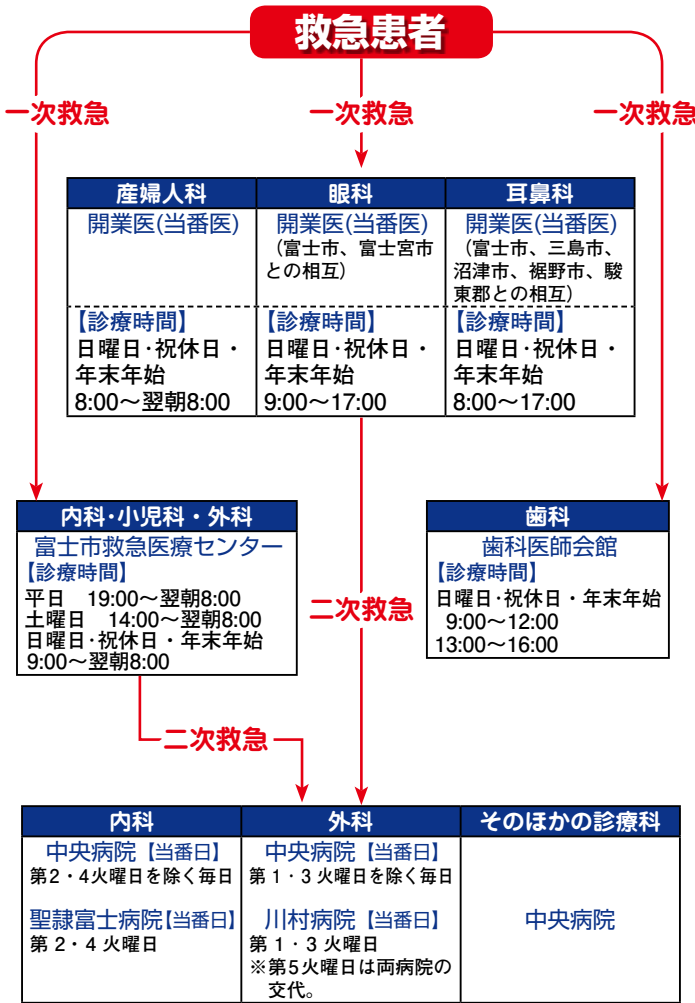 救急患者
一次救急
一次救急
一次救急
産婦人科
開業医(当番医)
【診療時間】
日曜日・祝休日・
年末年始
8:00〜翌朝8:00
眼科
開業医(当番医)
（富士市、富士宮市
との相互）
【診療時間】
日曜日・祝休日・
年末年始
9:00〜17:00
耳鼻科
開業医(当番医)
（富士市、三島市、
沼津市、裾野市、駿
東郡との相互）
【診療時間】
日曜日・祝休日・
年末年始
8:00〜17:00
内科・小児科・外科
富士市救急医療センター
【診療時間】
平日　19:00〜翌朝8:00
土曜日　14:00〜翌朝8:00
日曜日・祝休日・年末年始
9:00〜翌朝8:00
歯科
歯科医師会館
【診療時間】
日曜日・祝休日・年末年始
9:00〜12:00
13:00〜16:00
二次救急
二次救急
内科
中央病院【当番日】
第2・4火曜日を除く毎日
聖隷富士病院【当番日】
第 2・4 火曜日
外科
中央病院【当番日】
第 1・3 火曜日を除く毎日
川村病院【当番日】
第 1・3 火曜日
※第5火曜日は両病院の
交代。
そのほかの診療科
中央病院